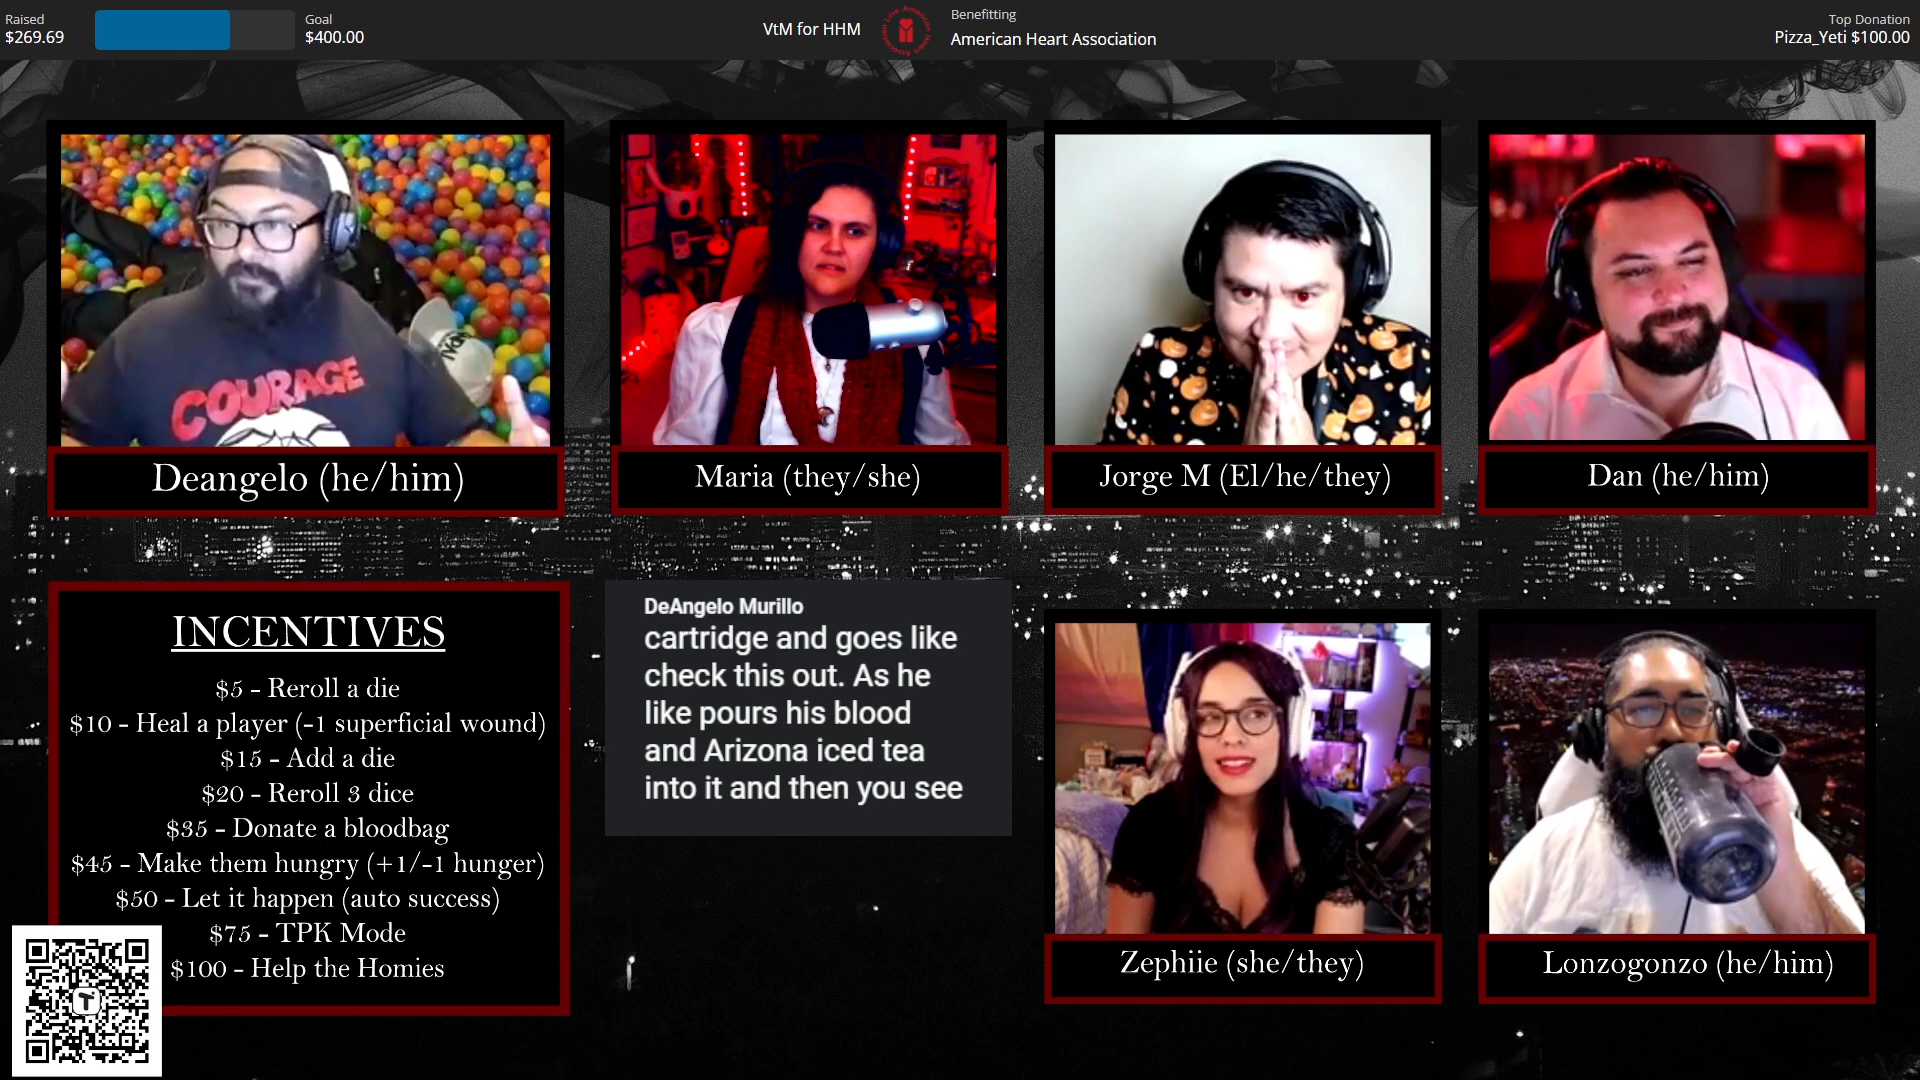 Raised
$269.69
Goal
$400.00
VtM for HHM
Benefitting
American Heart Association
Top Donation
Pizza_Yeti $100.00
COURAGE
Deangelo (he/him)
Maria (they/she)
Jorge M (El/he/they)
Dan (he/him)
INCENTIVES
$5 - Reroll a die
$10 - Heal a player (-1 superficial wound)
$15 - Add a die
$20 - Reroll 3 dice
$35 - Donate a bloodbag
$45 - Make them hungry (+1/-1 hunger)
$50 - Let it happen (auto success)
$75 - TPK Mode
$100 - Help the Homies
DeAngelo Murillo
cartridge and goes like
check this out. As he
like pours his blood
and Arizona iced tea
into it and then you see
Zephiie (she/they)
Lonzogonzo (he/him)